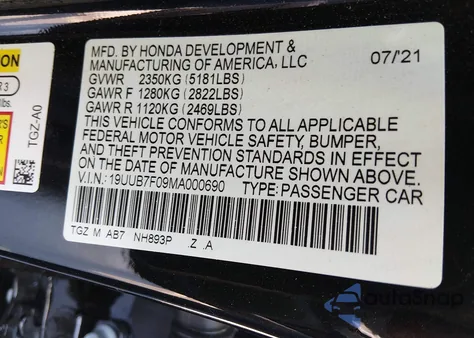 MFD. BY HONDA DEVELOPMENT &
MANUFACTURING OF AMERICA, LLC 07/'21
GVWR 2350KG (5181LBS)
GAWR F 1280KG (2822LBS)
GAWR R 1120KG (2469LBS)
THIS VEHICLE CONFORMS TO ALL APPLICABLE
FEDERAL MOTOR VEHICLE SAFETY, BUMPER,
AND THEFT PREVENTION STANDARDS IN EFFECT
ON THE DATE OF MANUFACTURE SHOWN ABOVE.
V.I.N.: 19UUB7F09MA000690 TYPE: PASSENGER CAR
TGZ M AB7 NH893P .Z .A
TGZ-A0
R 3
lbs.
AutoSnap